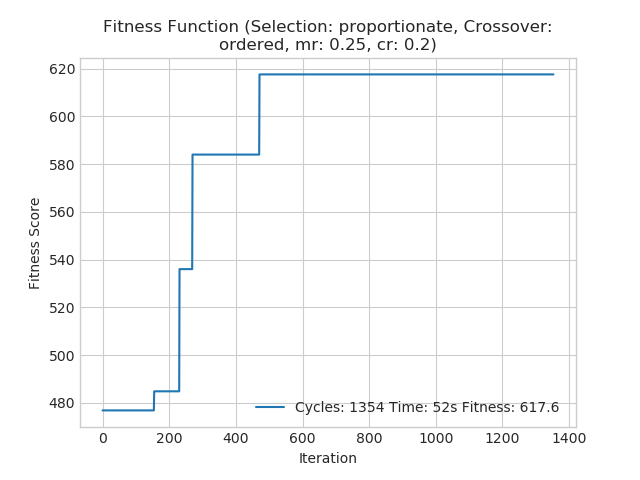 Fitness Function (Selection: proportionate, Crossover:
ordered, mr: 0.25, cr: 0.2)
620
600
580
560
540
520
500
480
Fitness Score
Cycles: 1354 Time: 52s Fitness: 617.6
0 200 400 600 800 1000 1200 1400
Iteration